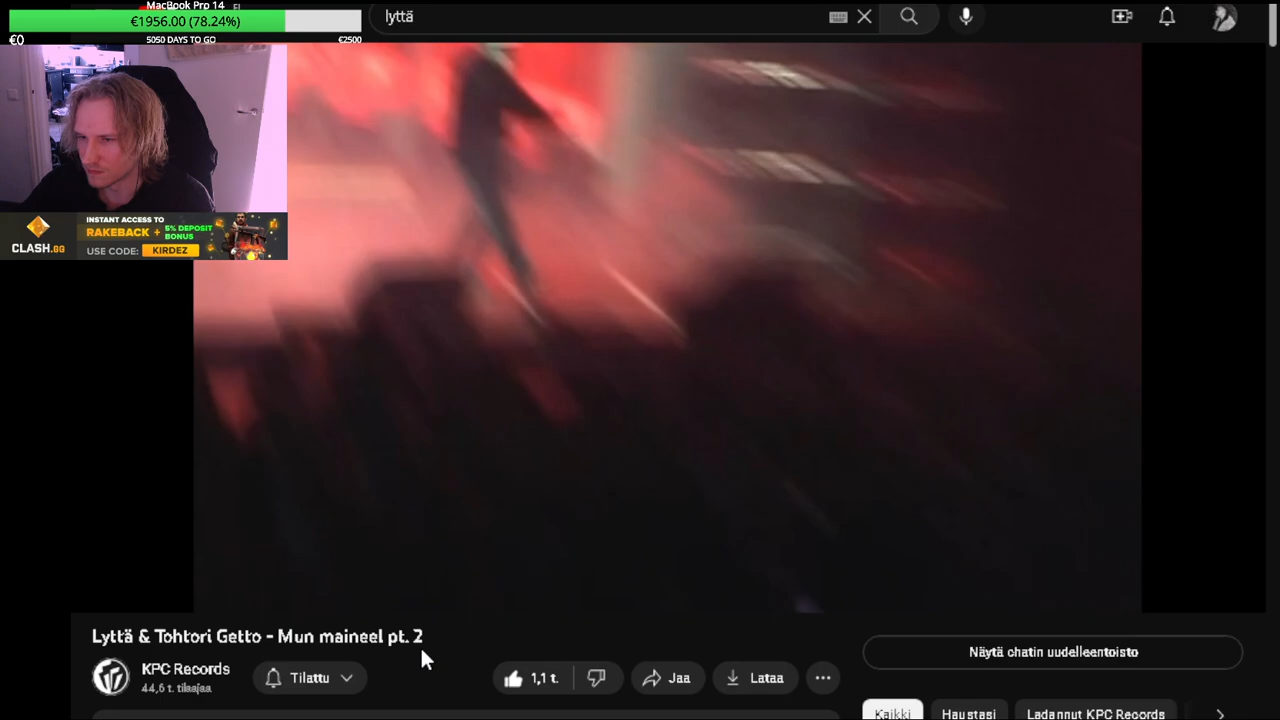 MacBook Pro 14
€1956.00 (78.24%)
€0
5050 DAYS TO GO
€2500
lyttä
INSTANT ACCESS TO
RAKEBACK + 5% DEPOSIT BONUS
CLASH.GG
USE CODE: KIRDEZ
Lyttä & Tohtori Getto - Mun maineel pt. 2
KPC Records
44,6 t. tilaajaa
Tilattu
1,1 t.
Jaa
Lataa
Näytä chatin uudelleentoisto
Kaikki
Haustasi
Ladannut KPC Records